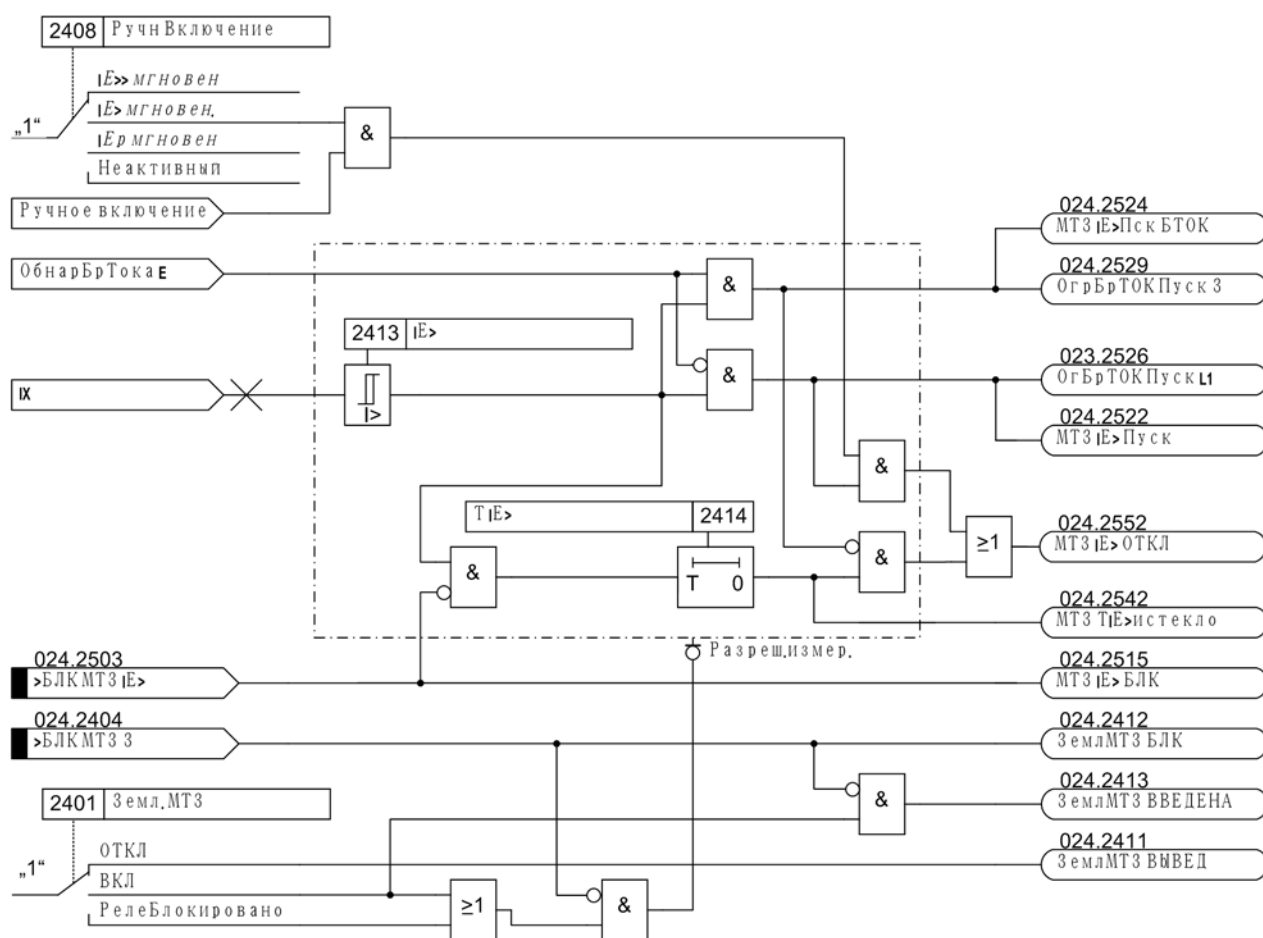 2408 РучнВключение
IE>> мгновен
„1“
IE> мгновен.
IEp мгновен
Неактивный
&
Ручное включение
024.2524
МТЗ IE>Пск БТОК
ОбнарБрТока E
&
024.2529
ОгрБрТОКПуск З
2413 IE>
IX
I>
&
023.2526
ОгБрТОКПуск L1
024.2522
МТЗ IE>Пуск
&
T IE> 2414
024.2552
МТЗ IE> ОТКЛ
≥1
&
&
T 0
024.2542
МТЗ TIE>истекло
Разреш.измер.
024.2503
>БЛКМТЗ IE>
024.2515
МТЗ IE> БЛК
024.2404
>БЛКМТЗ З
024.2412
ЗемлМТЗ БЛК
2401 Земл.МТЗ
&
024.2413
ЗемлМТЗ ВВЕДЕНА
„1“
ОТКЛ
024.2411
ЗемлМТЗ ВЫВЕД
ВКЛ
РелеБлокировано
≥1
&